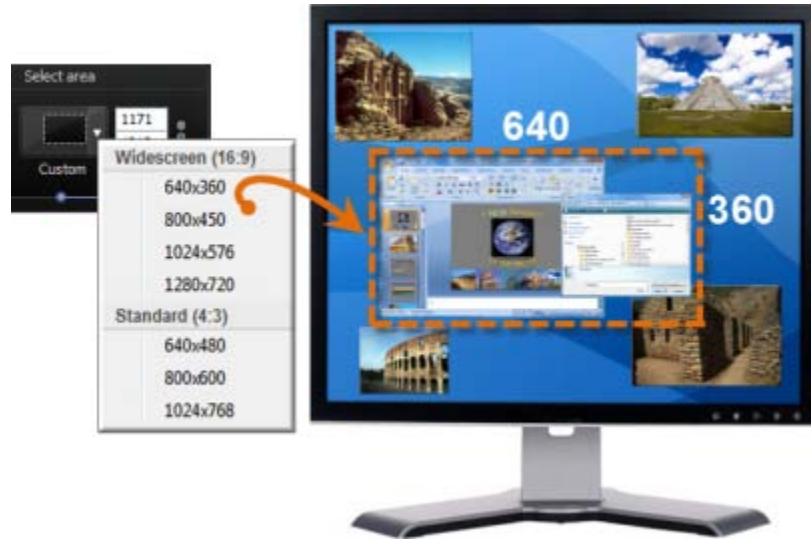 Select area
1171
Custom
Widescreen (16:9)
640x360
800x450
1024x576
1280x720
Standard (4:3)
640x480
800x600
1024x768
640
360